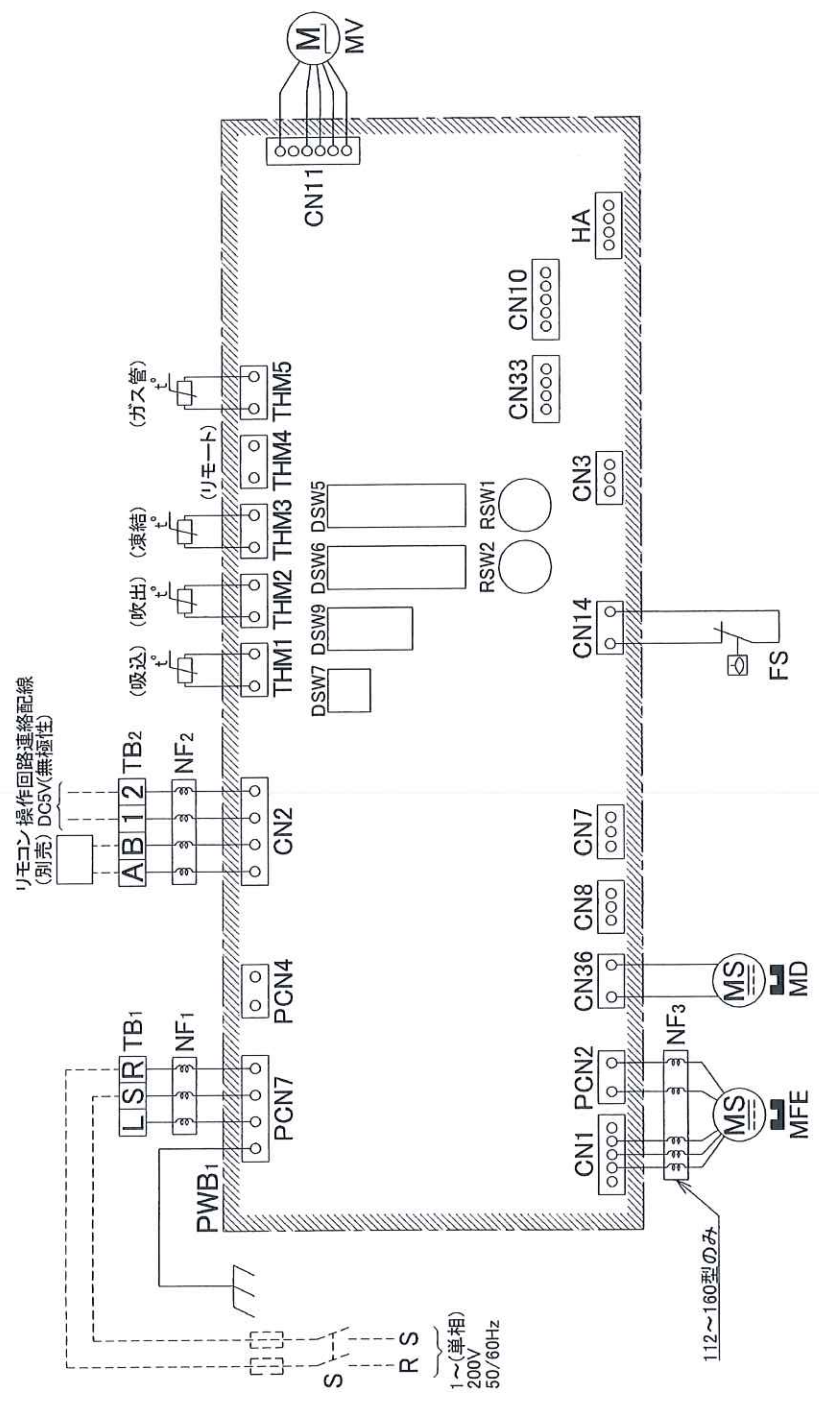 リモコン 操作回路連絡配線
(別売) DC5V(無極性)
A B 1 2 TB2
NF2
CN2
L S R TB1
NF1
PCN7
PCN4
PWB1
(吸込)
t°
THM1
(吹出)
t°
THM2
(凍結)
t°
THM3
(リモート)
THM4
(ガス管)
t°
THM5
CN11
M
MV
DSW7
DSW9
DSW6
DSW5
RSW2
RSW1
CN33
CN10
HA
CN3
CN14
FS
CN7
CN8
CN36
MS
MD
PCN2
CN1
NF3
MS
MFE
112~160型のみ
S
R S
1~(単相)
200V
50/60Hz